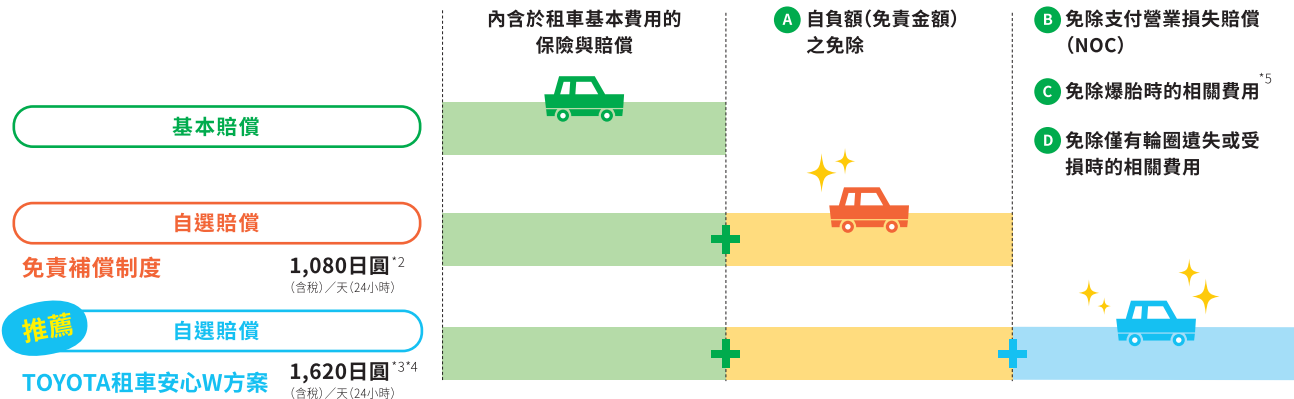 內含於租車基本費用的
保險與賠償
A 自負額（免責金額）
之免除
B 免除支付營業損失賠償
（NOC）
C 免除爆胎時的相關費用*5
D 免除僅有輪圈遺失或受
損時的相關費用
基本賠償
自選賠償
免責補償制度
1,080日圓*2
（含稅）／天（24小時）
推薦
自選賠償
TOYOTA租車安心W方案
1,620日圓*3*4
（含稅）／天（24小時）